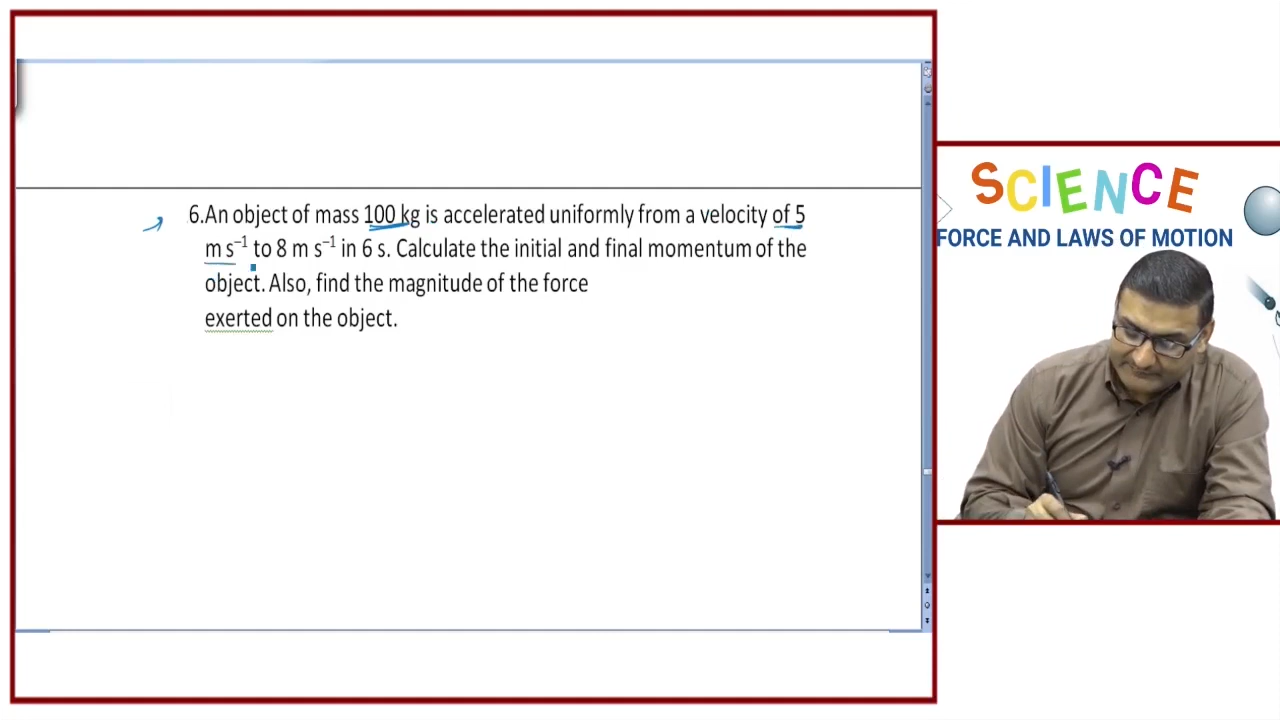 6.An object of mass 100 kg is accelerated uniformly from a velocity of 5
m s⁻¹ to 8 m s⁻¹ in 6 s. Calculate the initial and final momentum of the
object. Also, find the magnitude of the force
exerted on the object.
SCIENCE
FORCE AND LAWS OF MOTION